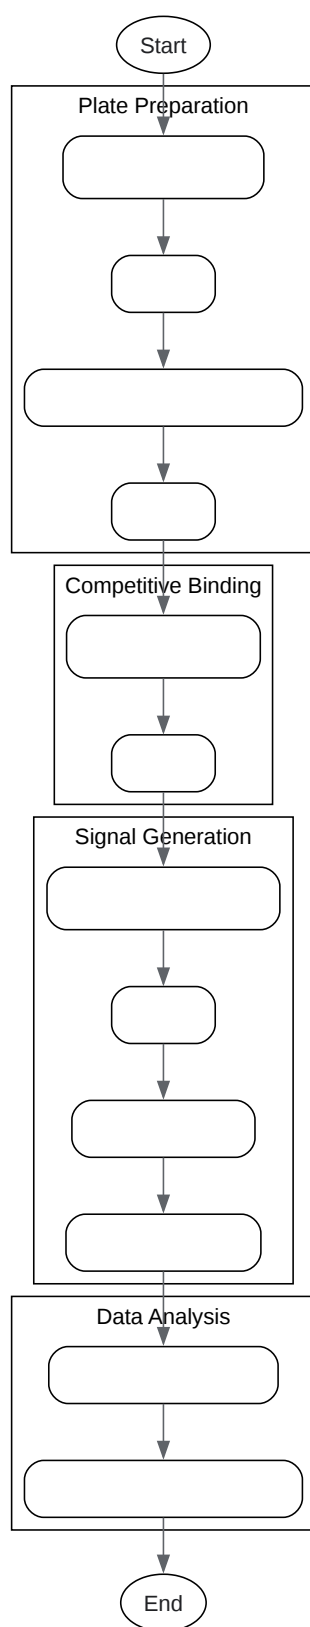 Start
Plate Preparation
Competitive Binding
Signal Generation
Data Analysis
End